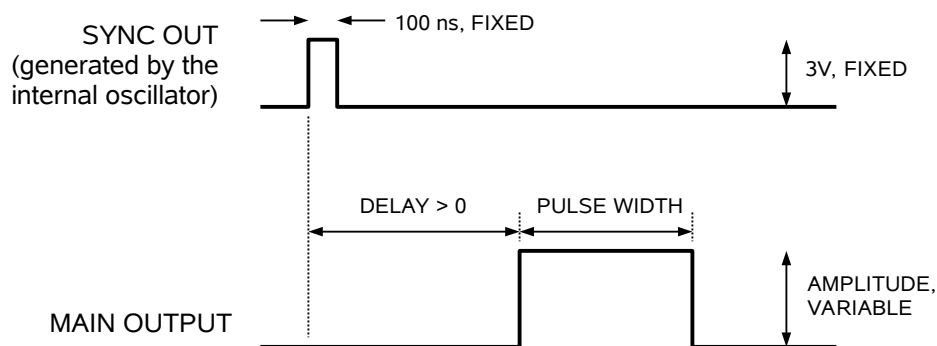 SYNC OUT
(generated by the
internal oscillator)
100 ns, FIXED
3V, FIXED
DELAY > 0
PULSE WIDTH
MAIN OUTPUT
AMPLITUDE,
VARIABLE